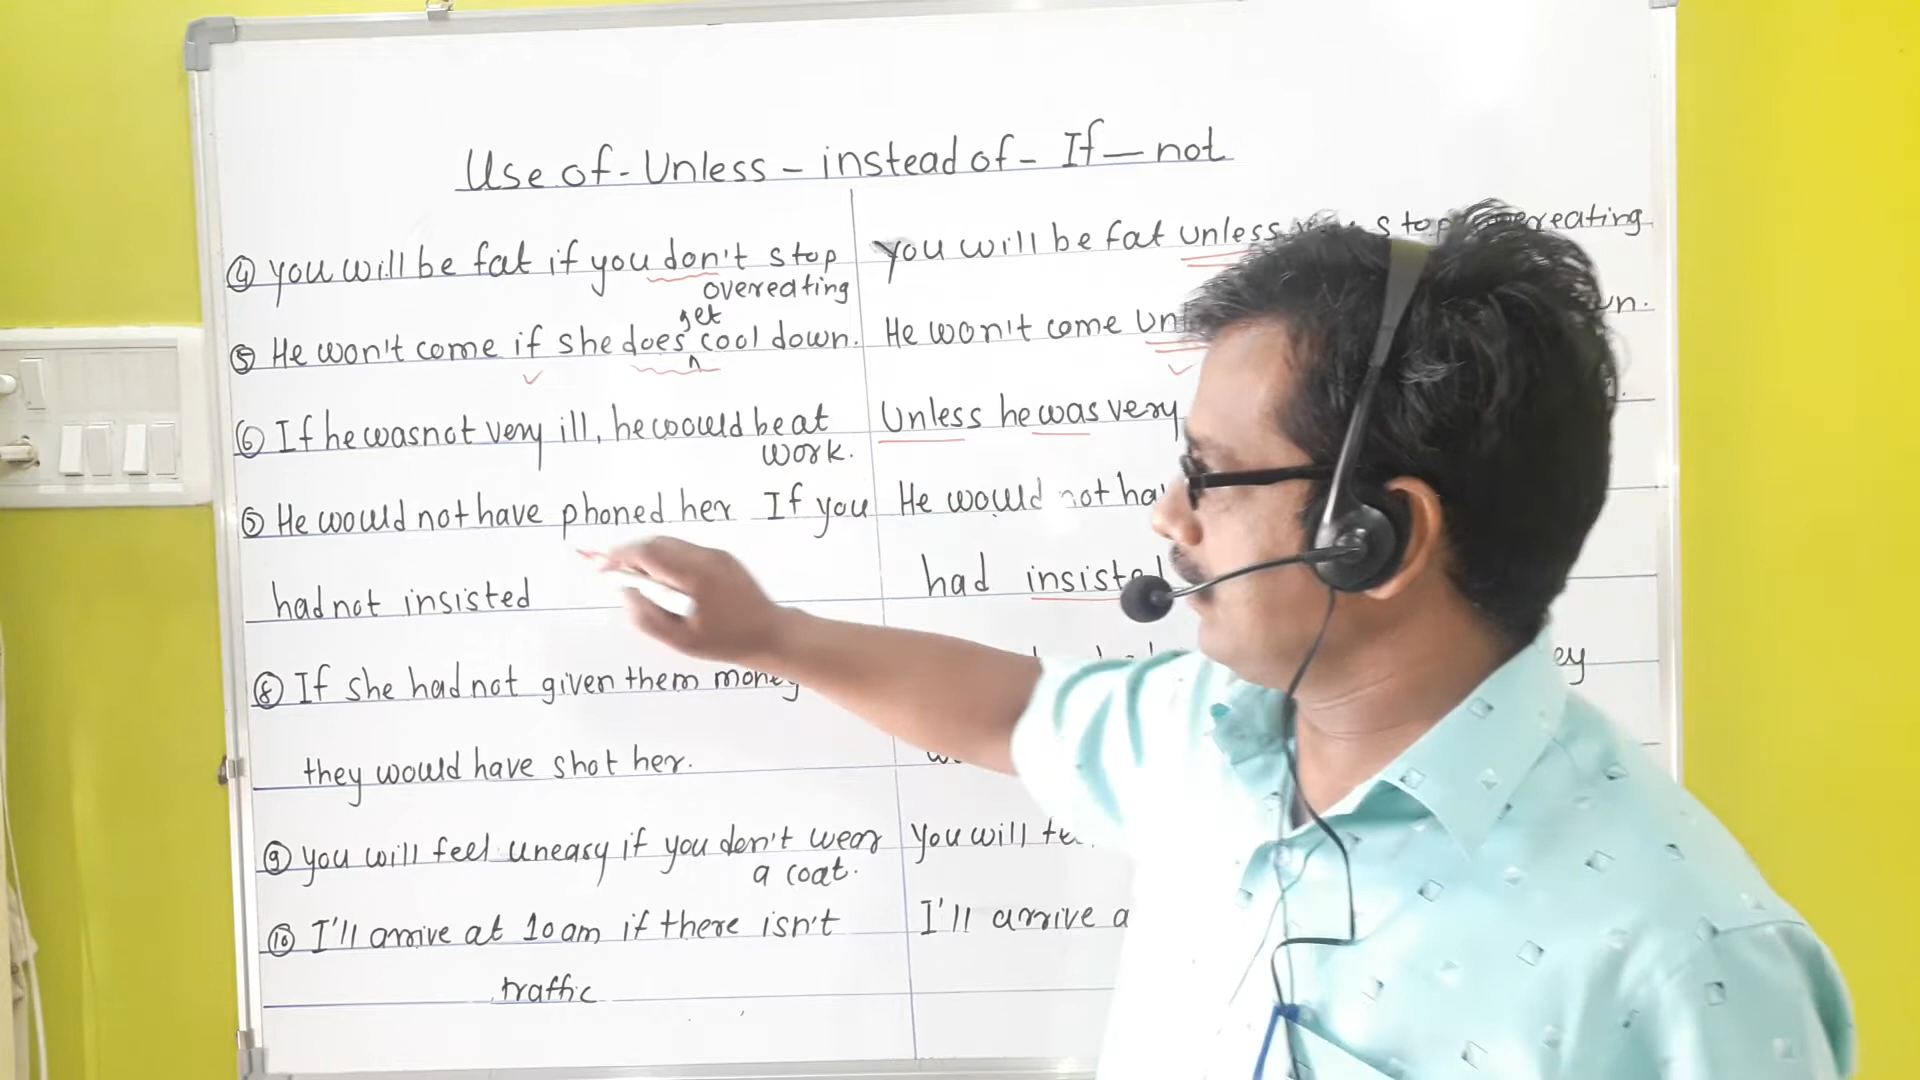 Use of - Unless - instead of - If — not
④ you will be fat if you don't stop
overeating
get
⑤ He won't come if she does cool down.
⑥ If he was not very ill, he would be at
work.
⑤ He would not have phoned her If you
had not insisted
⑧ If she had not given them money
they would have shot her.
⑨ you will feel uneasy if you don't wear
a coat.
⑩ I'll arrive at 10 am if there isn't
traffic
you will be fat unless stop overeating
He won't come
Unless he was very
He would not
had insisted
You will
I'll arrive